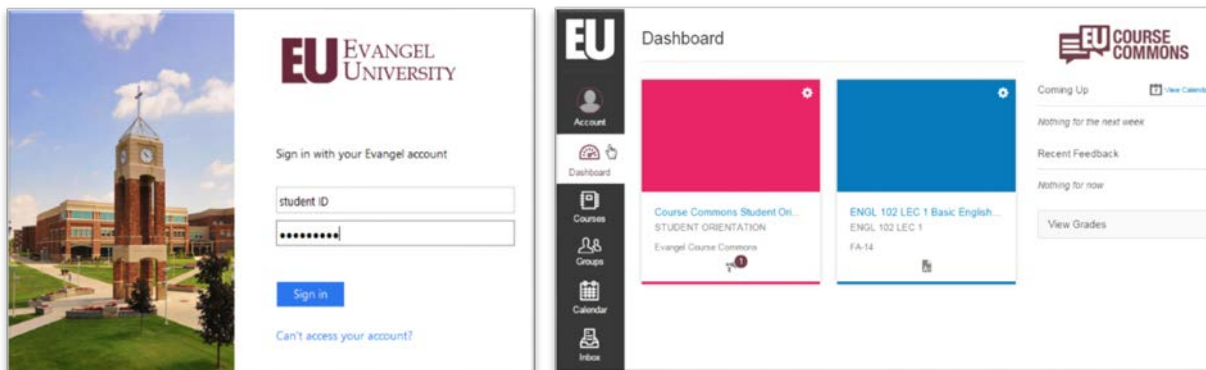 EU EVANGEL
UNIVERSITY
Sign in with your Evangel account
student ID
Sign in
Can't access your account?
EU
Dashboard
Account
Dashboard
Courses
Groups
Calendar
Inbox
Course Commons Student Ori...
STUDENT ORIENTATION
Evangel Course Commons
1
ENGL 102 LEC 1 Basic English...
ENGL 102 LEC 1
FA-14
EU COURSE
COMMONS
Coming Up
View Calendar
Nothing for the next week
Recent Feedback
Nothing for now
View Grades